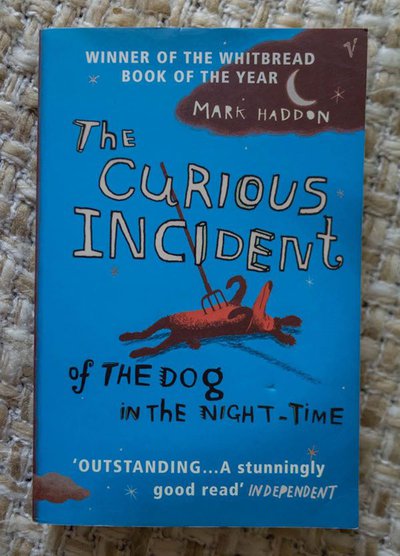 WINNER OF THE WHITBREAD
BOOK OF THE YEAR
V
MARK HADDON
The
CURIOUS
INCIDENT
of THE DOg
IN THE NIGHT-TIME
'OUTSTANDING...A stunningly
good read' INDEPENDENT